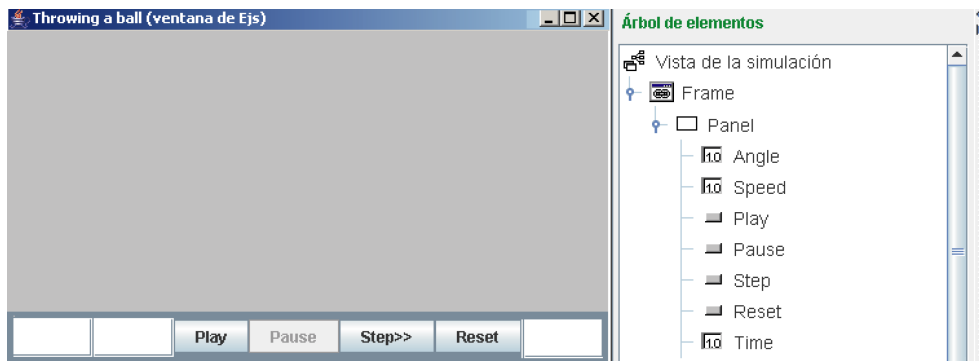 Throwing a ball (ventana de Ejs)
Play Pause Step>> Reset
Árbol de elementos
Vista de la simulación
Frame
Panel
1.0 Angle
1.0 Speed
Play
Pause
Step
Reset
1.0 Time